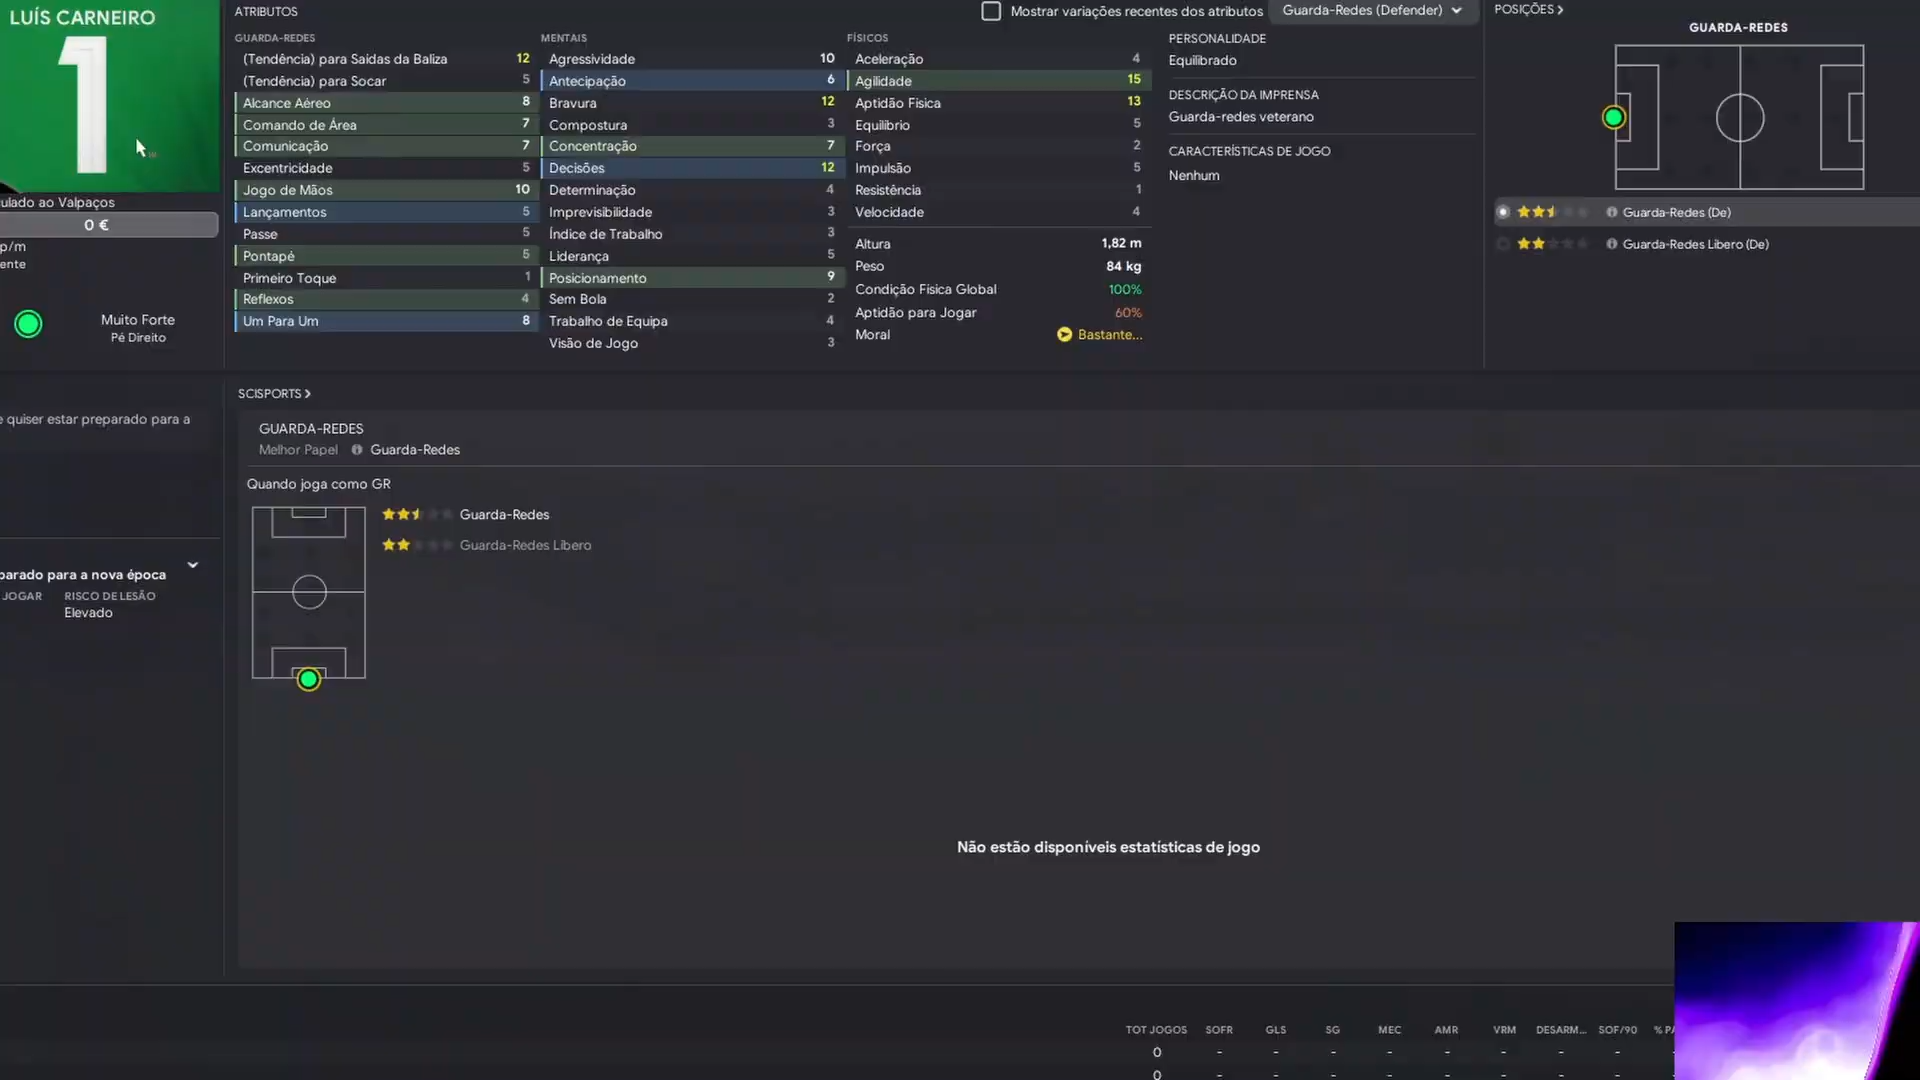 LUÍS CARNEIRO
1
ulado ao Valpaços
0 €
p/m
ente
Muito Forte
Pé Direito
e quiser estar preparado para a
parado para a nova época
JOGAR RISCO DE LESÃO
Elevado
ATRIBUTOS
Mostrar variações recentes dos atributos
Guarda-Redes (Defender)
GUARDA-REDES
(Tendência) para Saídas da Baliza 12
(Tendência) para Socar 5
Alcance Aéreo 8
Comando de Área 7
Comunicação 7
Excentricidade 5
Jogo de Mãos 10
Lançamentos 5
Passe 5
Pontapé 5
Primeiro Toque 1
Reflexos 4
Um Para Um 8
MENTAIS
Agressividade 10
Antecipação 6
Bravura 12
Compostura 3
Concentração 7
Decisões 12
Determinação 4
Imprevisibilidade 3
Índice de Trabalho 3
Liderança 5
Posicionamento 9
Sem Bola 2
Trabalho de Equipa 4
Visão de Jogo 3
FÍSICOS
Aceleração 4
Agilidade 15
Aptidão Física 13
Equilíbrio 5
Força 2
Impulsão 5
Resistência 1
Velocidade 4
Altura 1,82 m
Peso 84 kg
Condição Física Global 100%
Aptidão para Jogar 60%
Moral Bastante...
PERSONALIDADE
Equilibrado
DESCRIÇÃO DA IMPRENSA
Guarda-redes veterano
CARACTERÍSTICAS DE JOGO
Nenhum
POSIÇÕES
GUARDA-REDES
Guarda-Redes (De)
Guarda-Redes Líbero (De)
SCISPORTS
GUARDA-REDES
Melhor Papel Guarda-Redes
Quando joga como GR
Guarda-Redes
Guarda-Redes Líbero
Não estão disponíveis estatísticas de jogo
TOT JOGOS SOFR GLS SG MEC AMR VRM DESARM... SOF/90 % PA
0 - - - - - - - -
0 - - - - - - - -